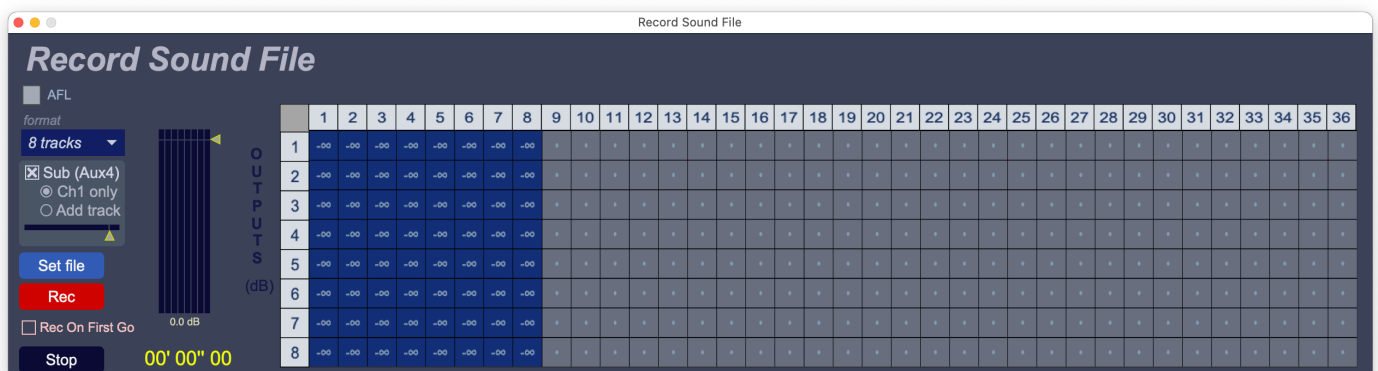 Record Sound File
Record Sound File
AFL
format
8 tracks
Sub (Aux4)
Ch1 only
Add track
Set file
Rec
Rec On First Go
Stop
0.0 dB
00' 00" 00
OUTPUTS
(dB)
1 2 3 4 5 6 7 8 9 10 11 12 13 14 15 16 17 18 19 20 21 22 23 24 25 26 27 28 29 30 31 32 33 34 35 36
1 -∞ -∞ -∞ -∞ -∞ -∞ -∞ -∞
2 -∞ -∞ -∞ -∞ -∞ -∞ -∞ -∞
3 -∞ -∞ -∞ -∞ -∞ -∞ -∞ -∞
4 -∞ -∞ -∞ -∞ -∞ -∞ -∞ -∞
5 -∞ -∞ -∞ -∞ -∞ -∞ -∞ -∞
6 -∞ -∞ -∞ -∞ -∞ -∞ -∞ -∞
7 -∞ -∞ -∞ -∞ -∞ -∞ -∞ -∞
8 -∞ -∞ -∞ -∞ -∞ -∞ -∞ -∞